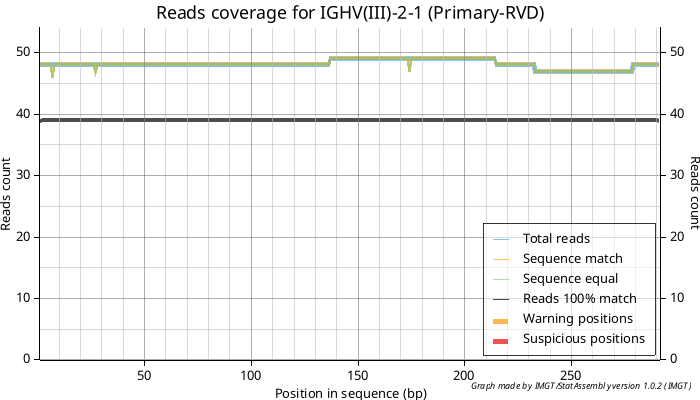 Reads coverage for IGHV(III)-2-1 (Primary-RVD)
50 50
40 40
30 30
20 20
10 10
0 0
Reads count
Reads count
Total reads
Sequence match
Sequence equal
Reads 100% match
Warning positions
Suspicious positions
50 100 150 200 250
Position in sequence (bp)
Graph made by IMGT/StatAssembly version 1.0.2 (IMGT)